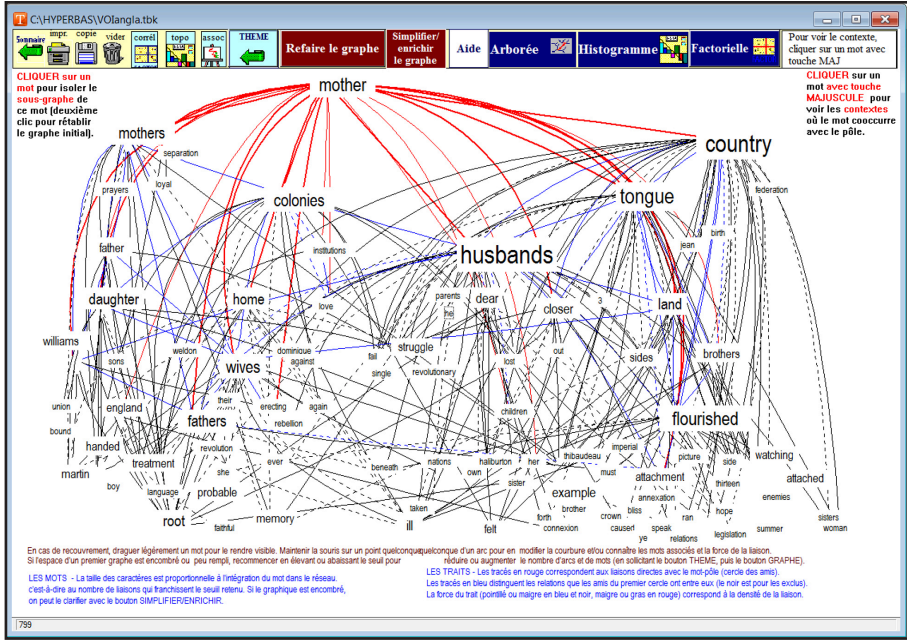 C:\HYPERBAS\VOIangla.tbk
Sommaire impr. copie vider corrél topo assoc THEME Refaire le graphe Simplifier/ enrichir le graphe Aide Arborée Histogramme Factorielle Pour voir le contexte, cliquer sur un mot avec touche MAJ
CLIQUER sur un
mot pour isoler le
sous-graphe de
ce mot (deuxième
clic pour rétablir
le graphe initial).
CLIQUER sur un
mot avec touche
MAJUSCULE pour
voir les contextes
où le mot cooccurre
avec le pôle.
mother
mothers
country
separation
prayers
loyal
colonies
tongue
federation
birth
jean
father
institutions
husbands
daughter
home
love
parents
he
dear
closer
3
land
williams
weldon
dominique
against
fail
struggle
lost
out
sides
brothers
sons
wives
single
revolutionary
union
england
their
erecting
again
children
flourished
bound
fathers
rebellion
handed
revolution
imperial
picture
watching
martin
treatment
she
ever
beneath
nations
haliburton
her
thibaudeau
side
own
must
attachment
thirteen
attached
boy
language
probable
sister
example
annexation
enemies
taken
brother
bliss
hope
root
faithful
memory
ill
felt
forth
connexion
crown
caused
speak
ran
legislation
summer
sisters
woman
ye
relations
En cas de recouvrement, draguer légèrement un mot pour le rendre visible. Maintenir la souris sur un point quelconque quelconque d'un arc pour en modifier la courbure et/ou connaître les mots associés et la force de la liaison.
Si l'espace d'un premier graphe est encombré ou peu rempli, recommencer en élevant ou abaissant le seuil pour réduire ou augmenter le nombre d'arcs et de mots (en sollicitant le bouton THEME, puis le bouton GRAPHE).
LES MOTS - La taille des caractères est proportionnelle à l'intégration du mot dans le réseau.
c'est-à-dire au nombre de liaisons qui franchissent le seuil retenu. Si le graphique est encombré,
on peut le clarifier avec le bouton SIMPLIFIER/ENRICHIR.
LES TRAITS - Les tracés en rouge correspondent aux liaisons directes avec le mot-pôle (cercle des amis).
Les tracés en bleu distinguent les relations que les amis du premier cercle ont entre eux (le noir est pour les exclus).
La force du trait (pointillé ou maigre en bleu et noir, maigre ou gras en rouge) correspond à la densité de la liaison.
799